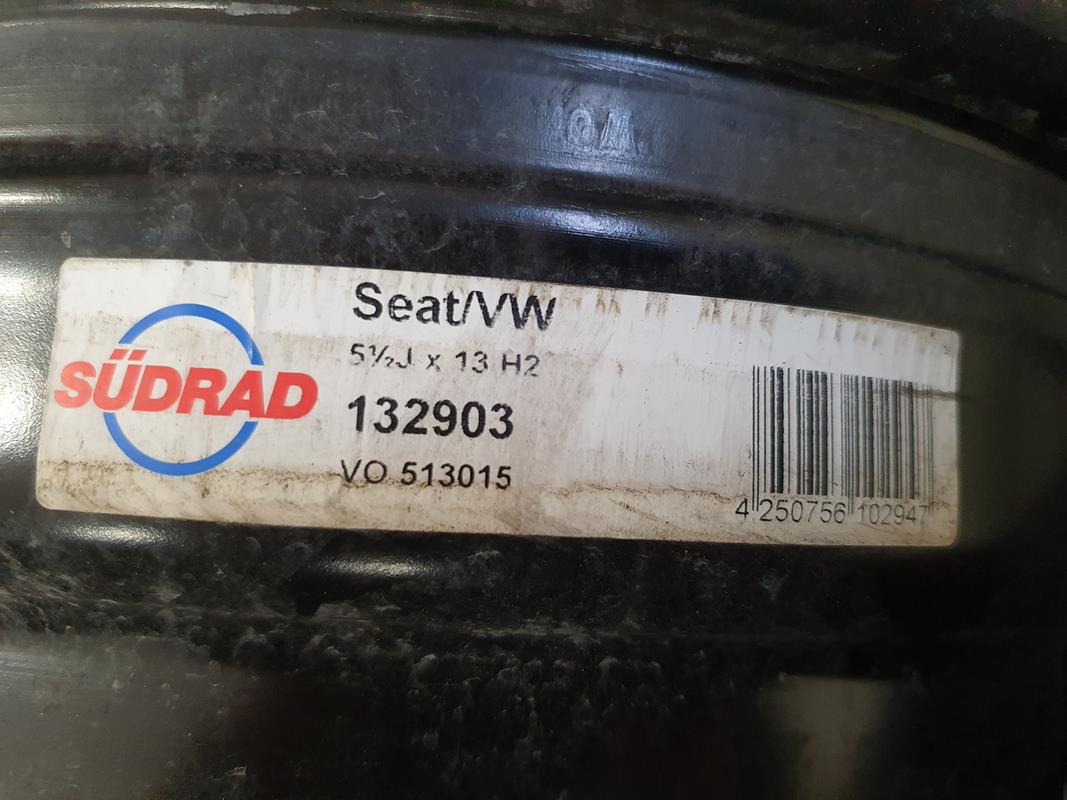 SÜDRAD
Seat/VW
5½J x 13 H2
132903
VO 513015
4 250756 102947